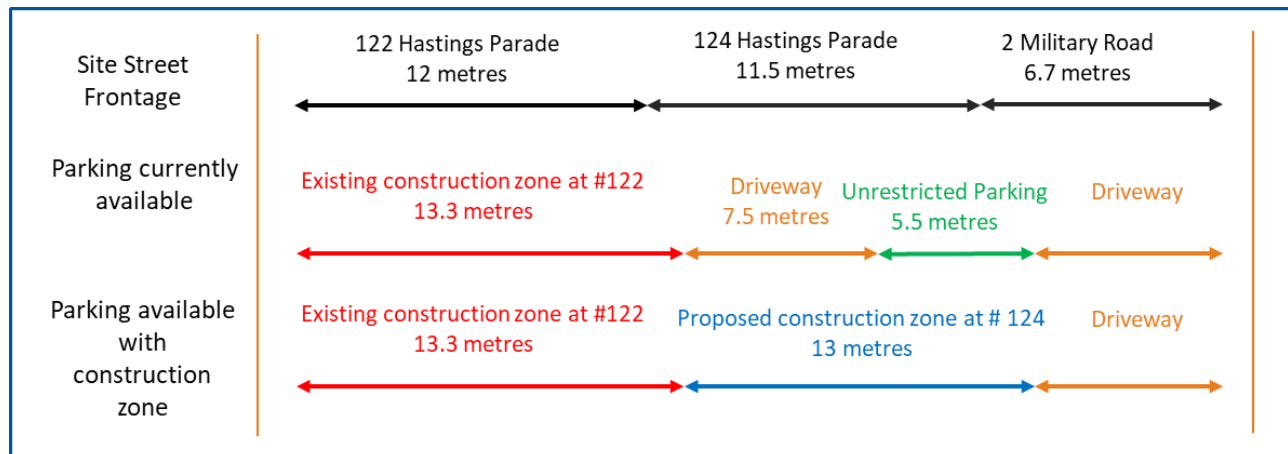 Site Street
Frontage
122 Hastings Parade
12 metres
124 Hastings Parade
11.5 metres
2 Military Road
6.7 metres
Parking currently
available
Existing construction zone at #122
13.3 metres
Driveway
7.5 metres
Unrestricted Parking
5.5 metres
Driveway
Parking available
with
construction
zone
Existing construction zone at #122
13.3 metres
Proposed construction zone at # 124
13 metres
Driveway